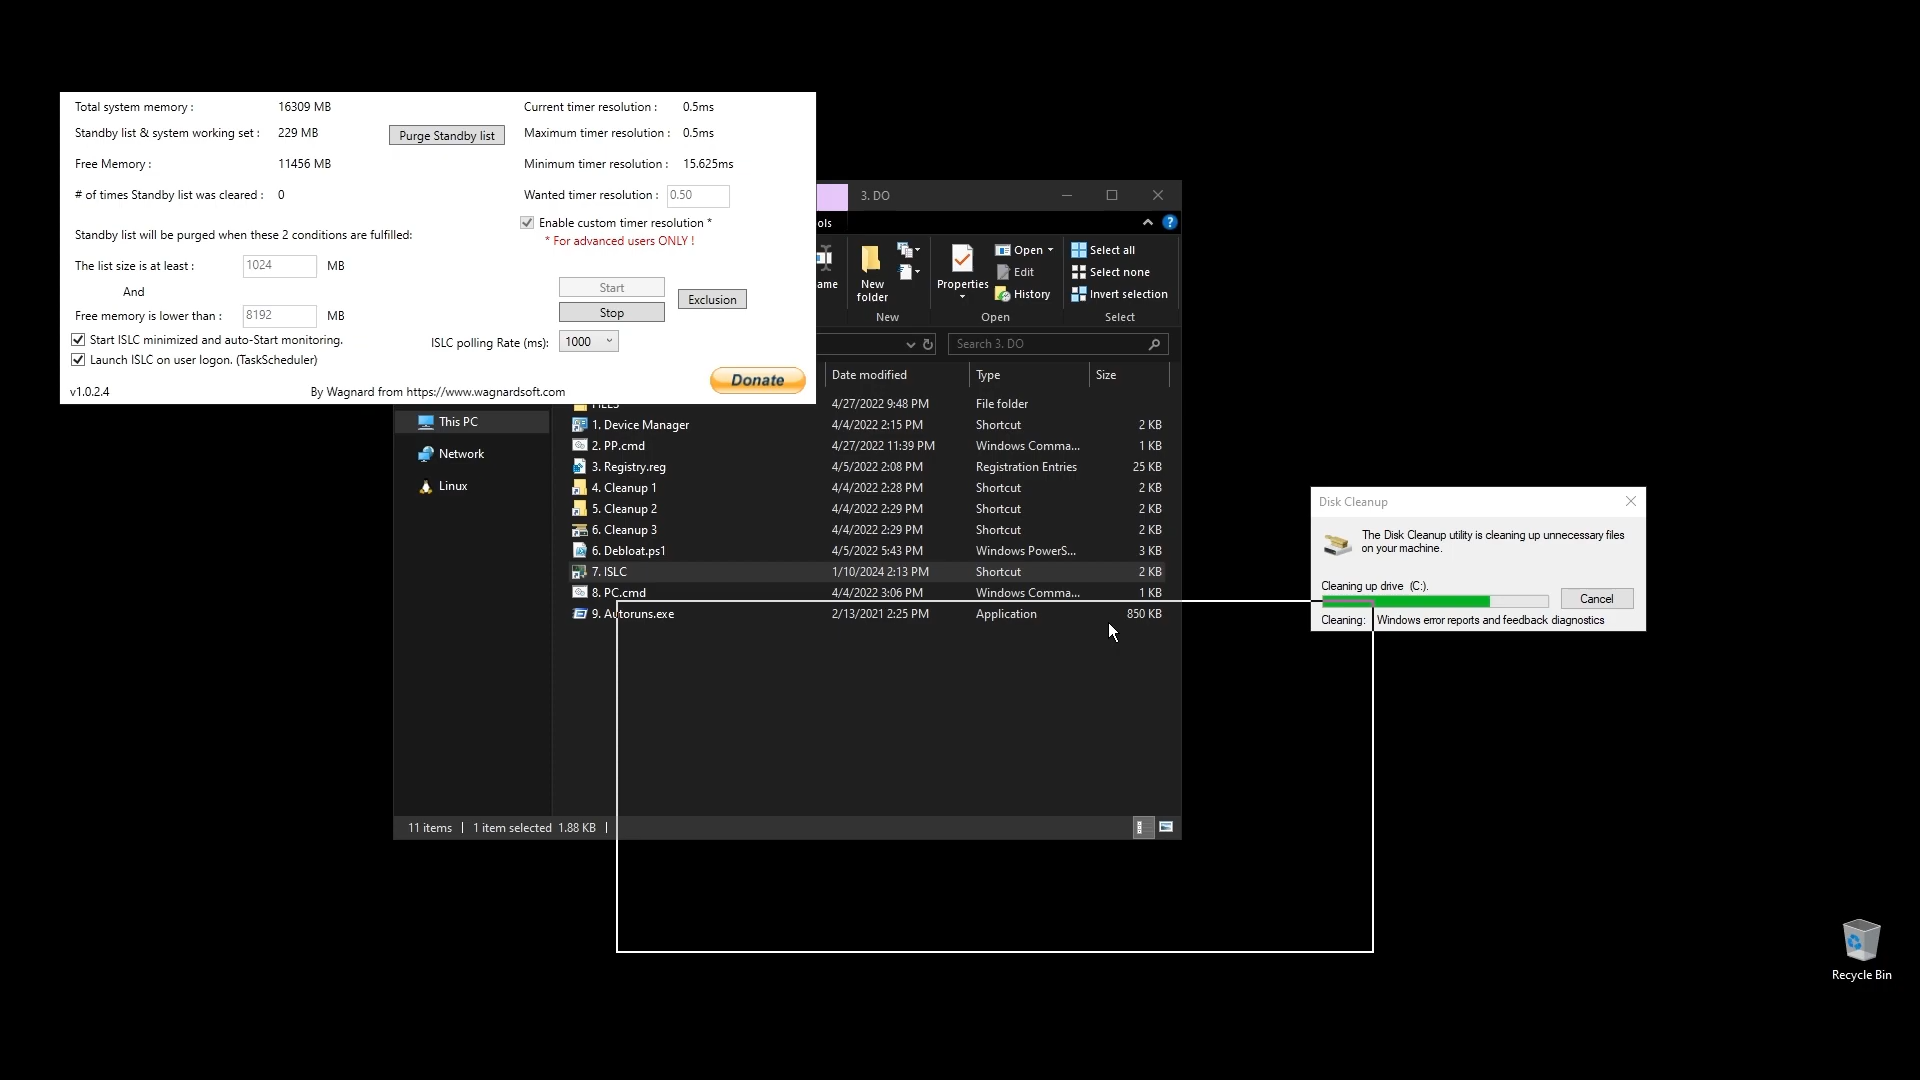 Total system memory : 16309 MB
Standby list & system working set : 229 MB
Purge Standby list
Free Memory : 11456 MB
# of times Standby list was cleared : 0
Standby list will be purged when these 2 conditions are fulfilled:
The list size is at least : 1024 MB
And
Free memory is lower than : 8192 MB
Start ISLC minimized and auto-Start monitoring.
Launch ISLC on user logon. (TaskScheduler)
v1.0.2.4
By Wagnard from https://www.wagnardsoft.com
Current timer resolution : 0.5ms
Maximum timer resolution : 0.5ms
Minimum timer resolution : 15.625ms
Wanted timer resolution : 0.50
Enable custom timer resolution *
* For advanced users ONLY !
Start
Stop
Exclusion
ISLC polling Rate (ms): 1000
Donate
3. DO
ols
?
ame
New folder
New
Properties
Open
Edit
History
Open
Select all
Select none
Invert selection
Select
Search 3. DO
Date modified Type Size
This PC
Network
Linux
4/27/2022 9:48 PM File folder
1. Device Manager 4/4/2022 2:15 PM Shortcut 2 KB
2. PP.cmd 4/27/2022 11:39 PM Windows Comma... 1 KB
3. Registry.reg 4/5/2022 2:08 PM Registration Entries 25 KB
4. Cleanup 1 4/4/2022 2:28 PM Shortcut 2 KB
5. Cleanup 2 4/4/2022 2:29 PM Shortcut 2 KB
6. Cleanup 3 4/4/2022 2:29 PM Shortcut 2 KB
6. Debloat.ps1 4/5/2022 5:43 PM Windows PowerS... 3 KB
7. ISLC 1/10/2024 2:13 PM Shortcut 2 KB
8. PC.cmd 4/4/2022 3:06 PM Windows Comma... 1 KB
9. Autoruns.exe 2/13/2021 2:25 PM Application 850 KB
11 items 1 item selected 1.88 KB
Disk Cleanup
The Disk Cleanup utility is cleaning up unnecessary files
on your machine.
Cleaning up drive (C:).
Cancel
Cleaning: Windows error reports and feedback diagnostics
Recycle Bin